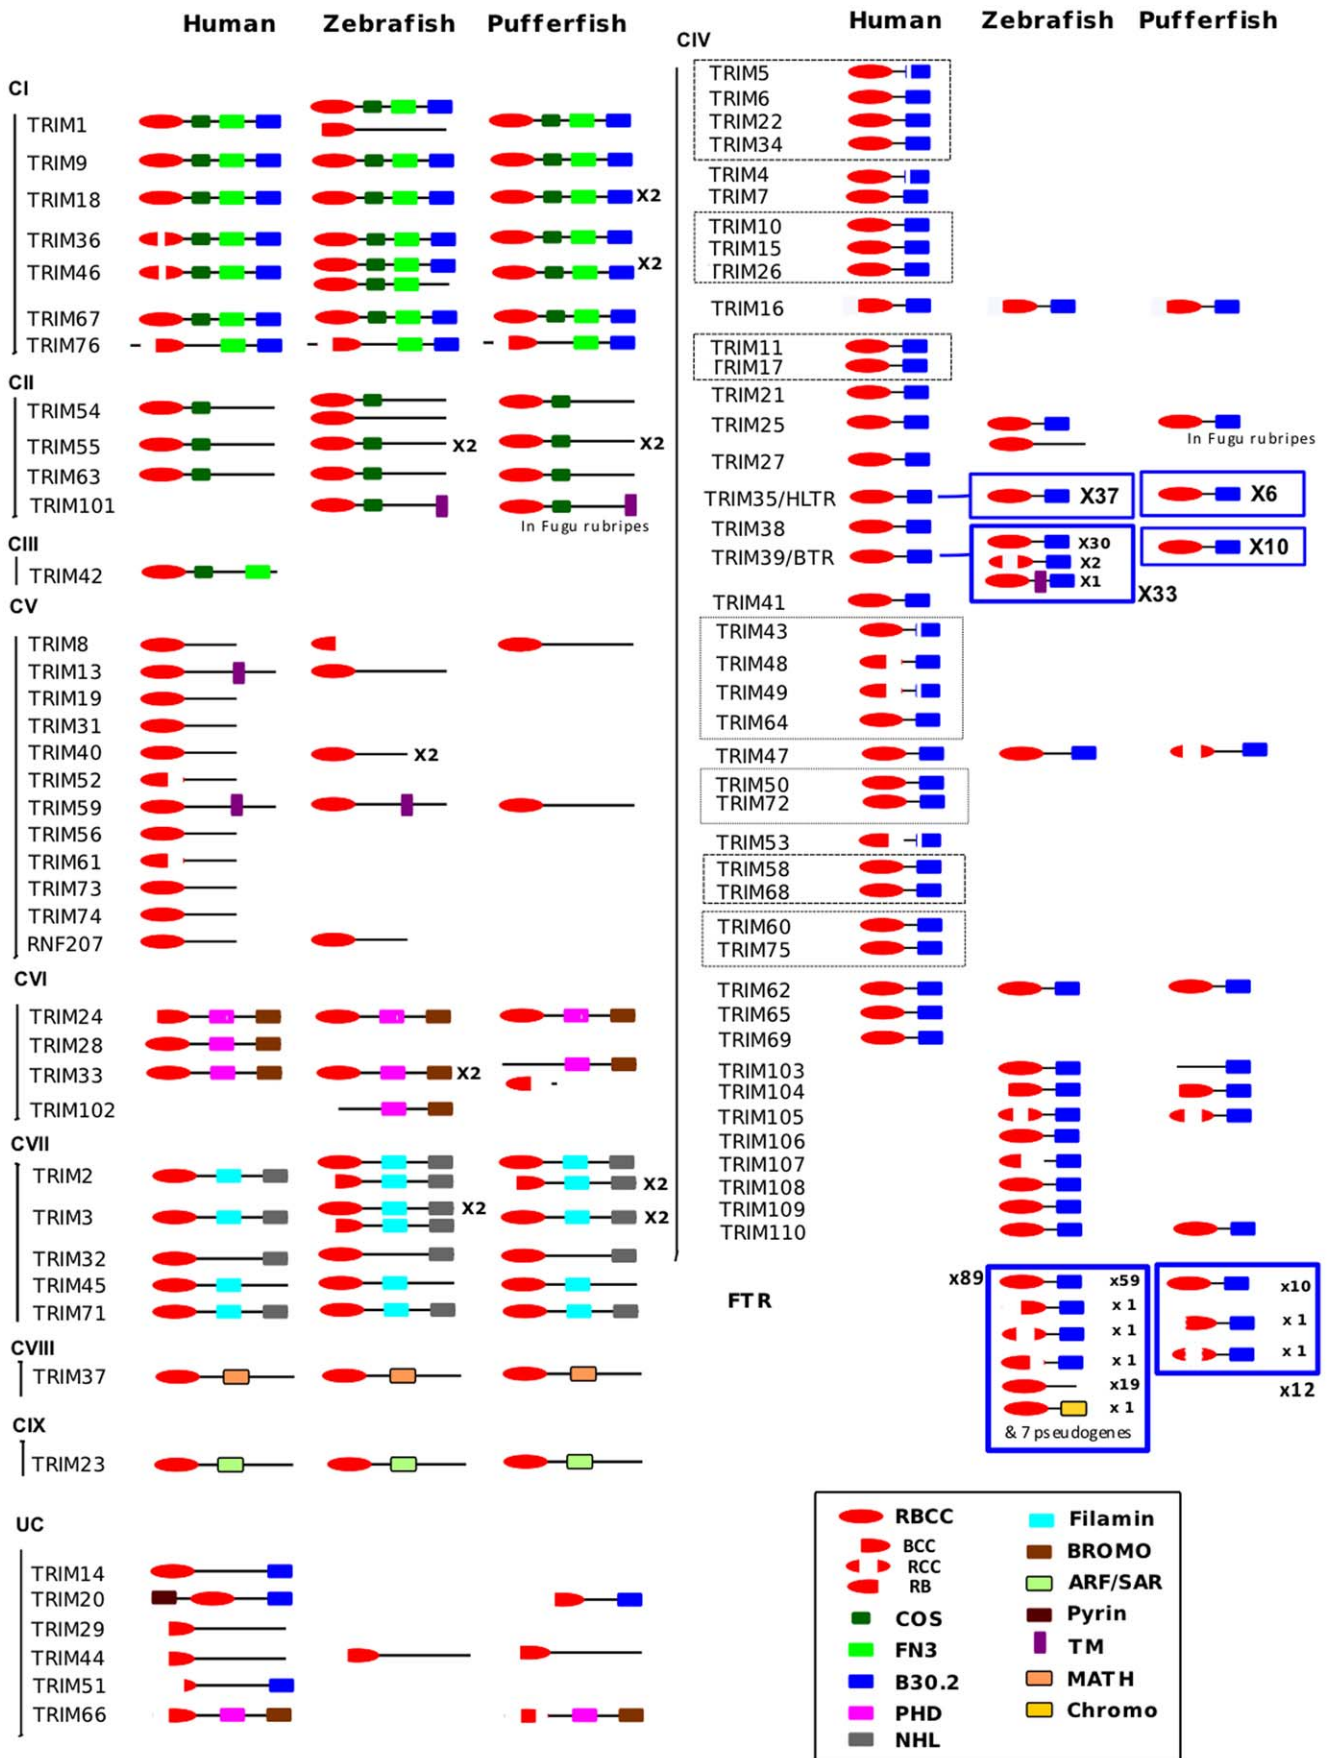 Human Zebrafish Pufferfish
CI
TRIM1
TRIM9
TRIM18 X2
TRIM36
TRIM46 X2
TRIM67
TRIM76
CII
TRIM54
TRIM55 X2 X2
TRIM63
TRIM101
In Fugu rubripes
CIII
TRIM42
CV
TRIM8
TRIM13
TRIM19
TRIM31
TRIM40 X2
TRIM52
TRIM59
TRIM56
TRIM61
TRIM73
TRIM74
RNF207
CVI
TRIM24
TRIM28
TRIM33 X2
TRIM102
CVII
TRIM2 X2
TRIM3 X2 X2
TRIM32
TRIM45
TRIM71
CVIII
TRIM37
CIX
TRIM23
UC
TRIM14
TRIM20
TRIM29
TRIM44
TRIM51
TRIM66
Human Zebrafish Pufferfish
CIV
TRIM5
TRIM6
TRIM22
TRIM34
TRIM4
TRIM7
TRIM10
TRIM15
TRIM26
TRIM16
TRIM11
TRIM17
TRIM21
TRIM25
In Fugu rubripes
TRIM27
TRIM35/HLTR X37 X6
TRIM38
TRIM39/BTR X30 X10
X2
X1
X33
TRIM41
TRIM43
TRIM48
TRIM49
TRIM64
TRIM47
TRIM50
TRIM72
TRIM53
TRIM58
TRIM68
TRIM60
TRIM75
TRIM62
TRIM65
TRIM69
TRIM103
TRIM104
TRIM105
TRIM106
TRIM107
TRIM108
TRIM109
TRIM110
FTR
x89 x59 x10
x 1 x 1
x 1 x 1
x 1
x19 x12
x 1
& 7 pseudogenes
RBCC
BCC
RCC
RB
COS
FN3
B30.2
PHD
NHL
Filamin
BROMO
ARF/SAR
Pyrin
TM
MATH
Chromo